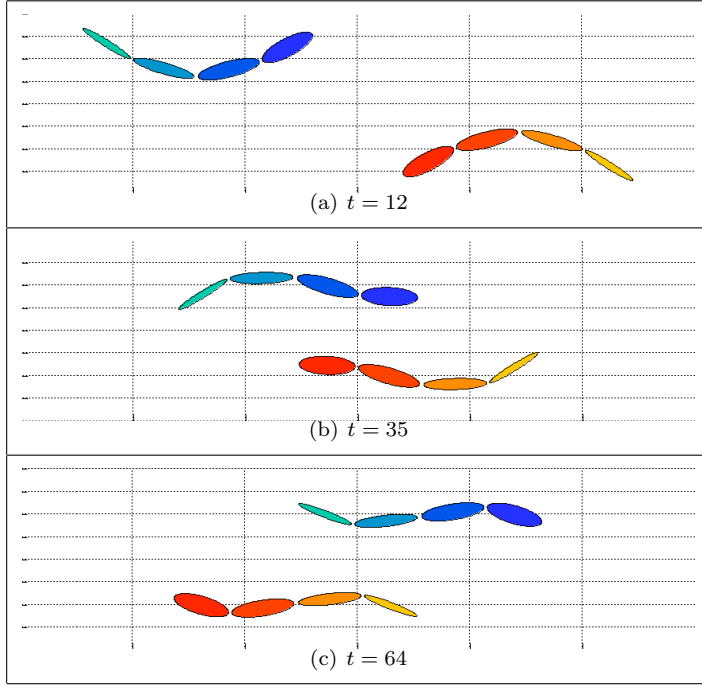 (a) t = 12
(b) t = 35
(c) t = 64